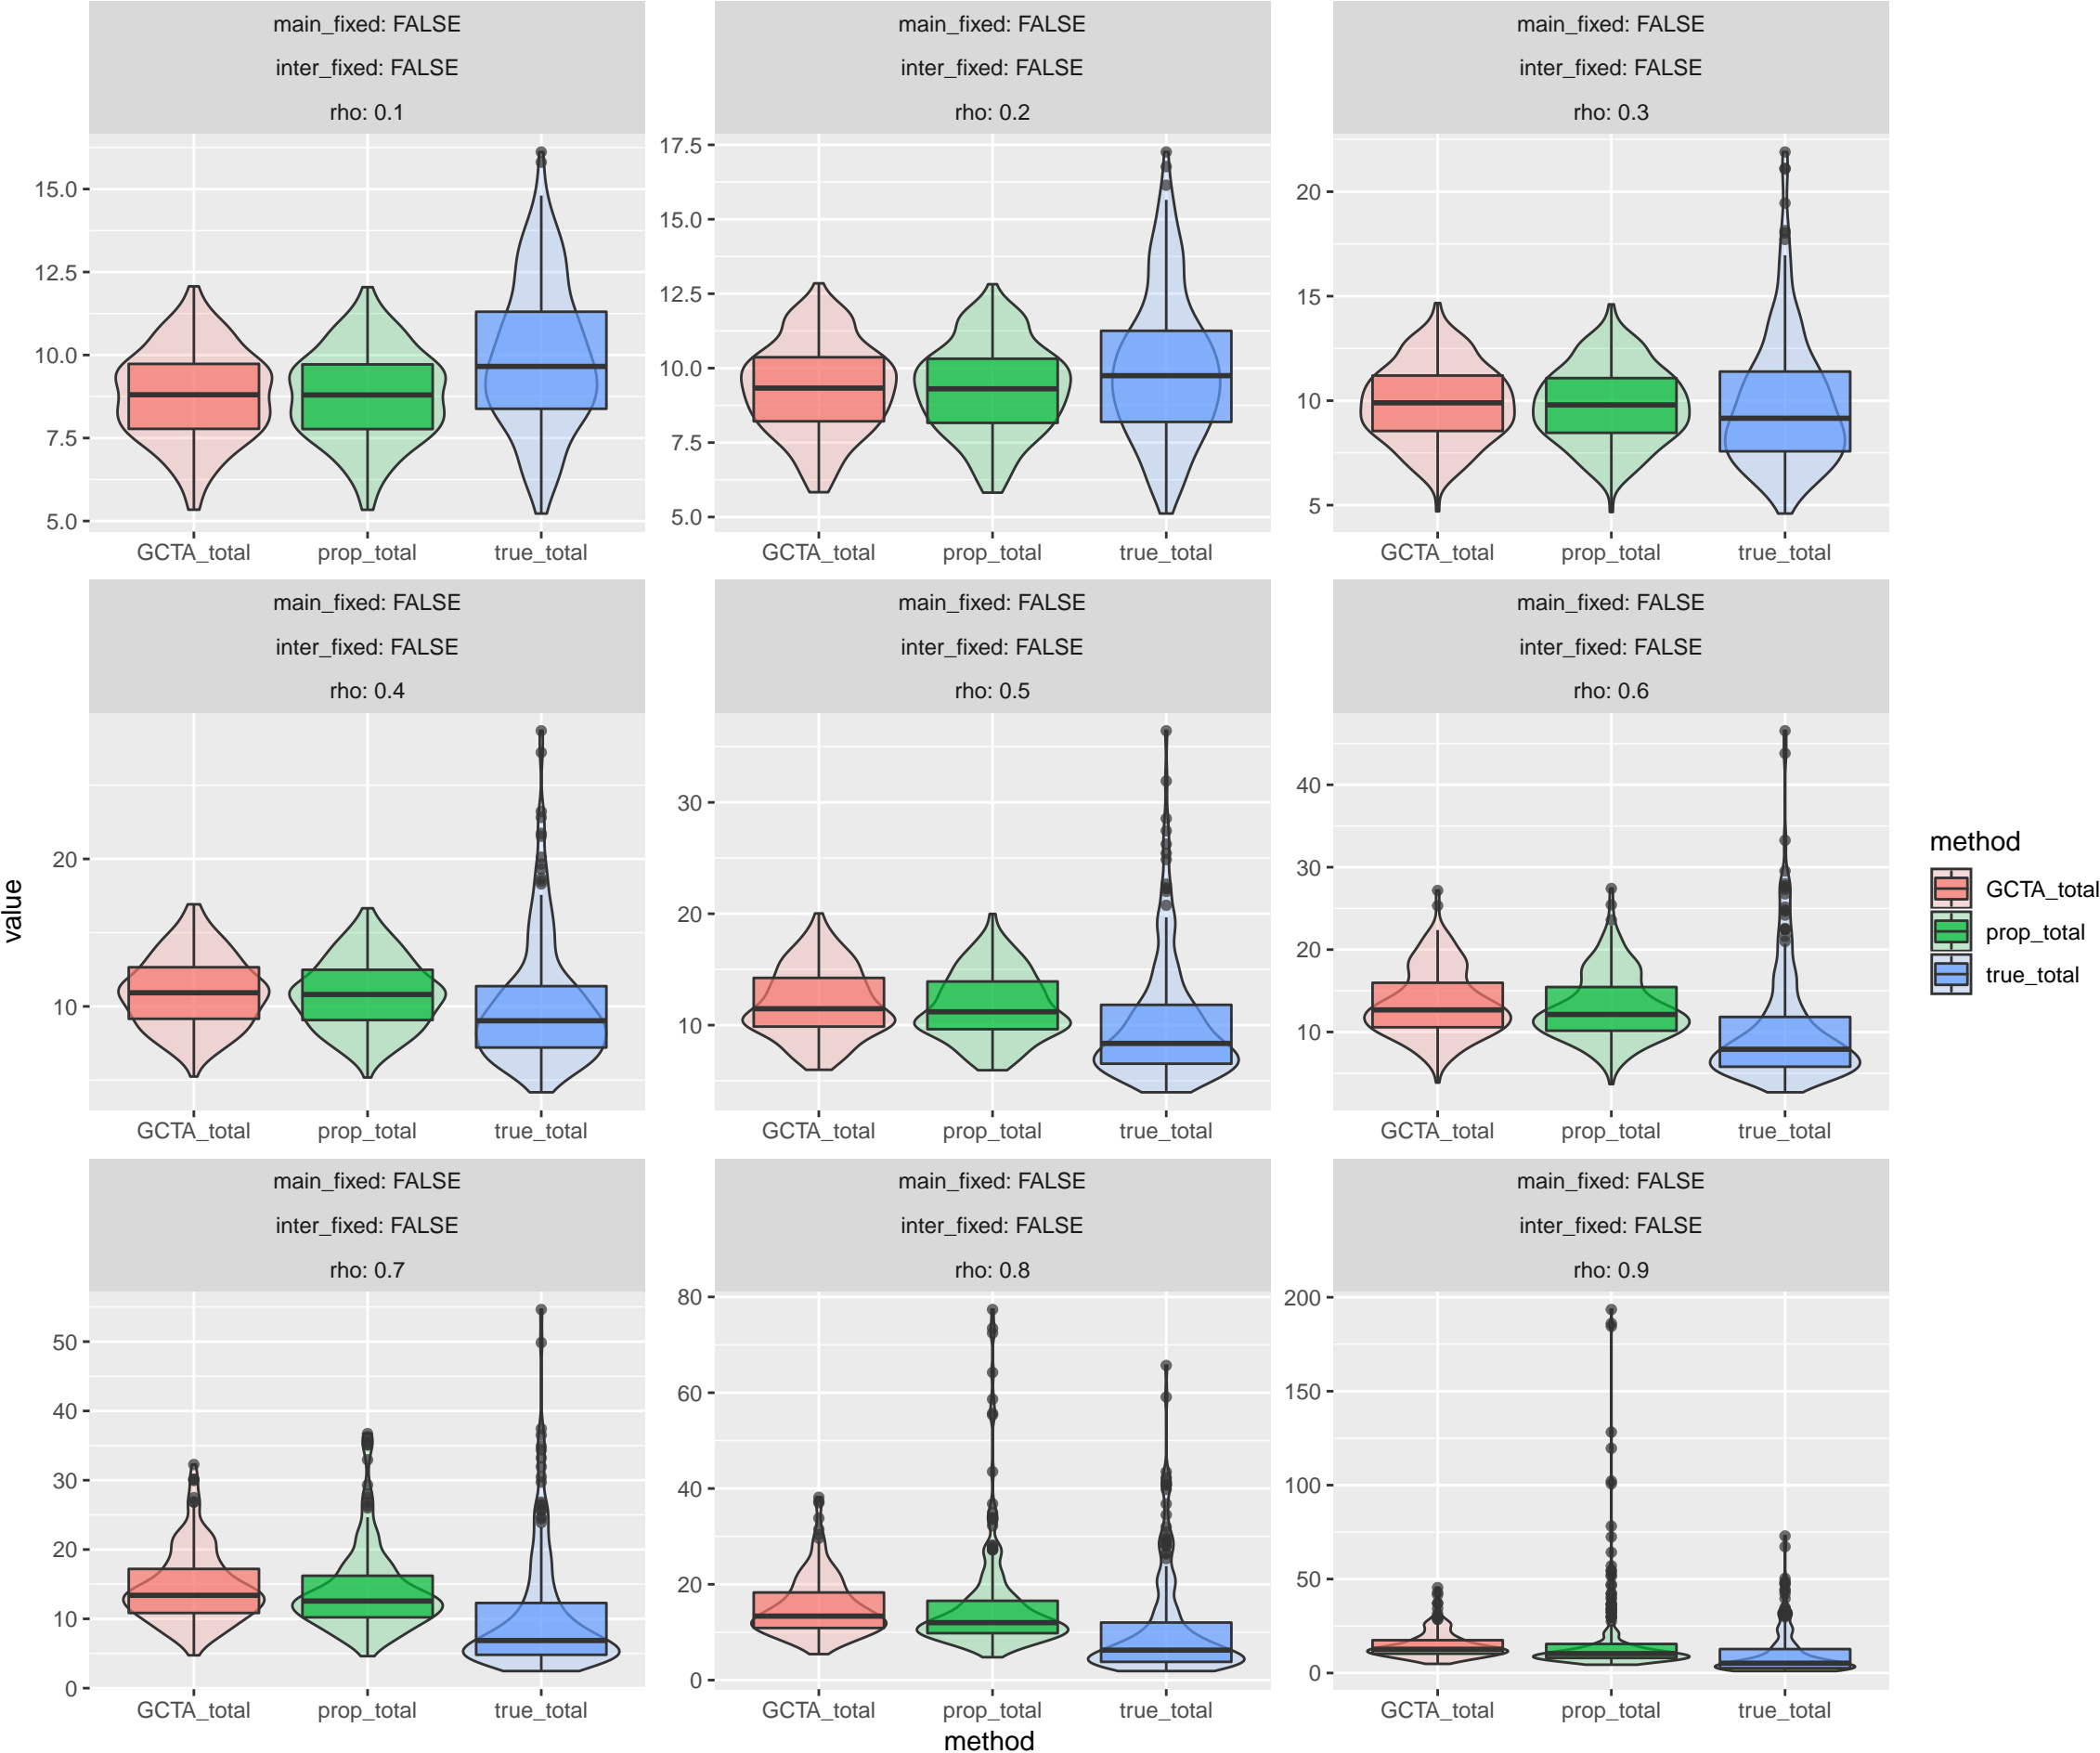 main_fixed: FALSE
inter_fixed: FALSE
rho: 0.1
main_fixed: FALSE
inter_fixed: FALSE
rho: 0.2
main_fixed: FALSE
inter_fixed: FALSE
rho: 0.3
15.0
12.5
10.0
7.5
5.0
GCTA_total prop_total true_total
17.5
15.0
12.5
10.0
7.5
5.0
GCTA_total prop_total true_total
20
15
10
5
GCTA_total prop_total true_total
main_fixed: FALSE
inter_fixed: FALSE
rho: 0.4
main_fixed: FALSE
inter_fixed: FALSE
rho: 0.5
main_fixed: FALSE
inter_fixed: FALSE
rho: 0.6
20
10
GCTA_total prop_total true_total
30
20
10
GCTA_total prop_total true_total
40
30
20
10
GCTA_total prop_total true_total
main_fixed: FALSE
inter_fixed: FALSE
rho: 0.7
main_fixed: FALSE
inter_fixed: FALSE
rho: 0.8
main_fixed: FALSE
inter_fixed: FALSE
rho: 0.9
50
40
30
20
10
0
GCTA_total prop_total true_total
80
60
40
20
0
GCTA_total prop_total true_total
200
150
100
50
0
GCTA_total prop_total true_total
value
method
method
GCTA_total
prop_total
true_total